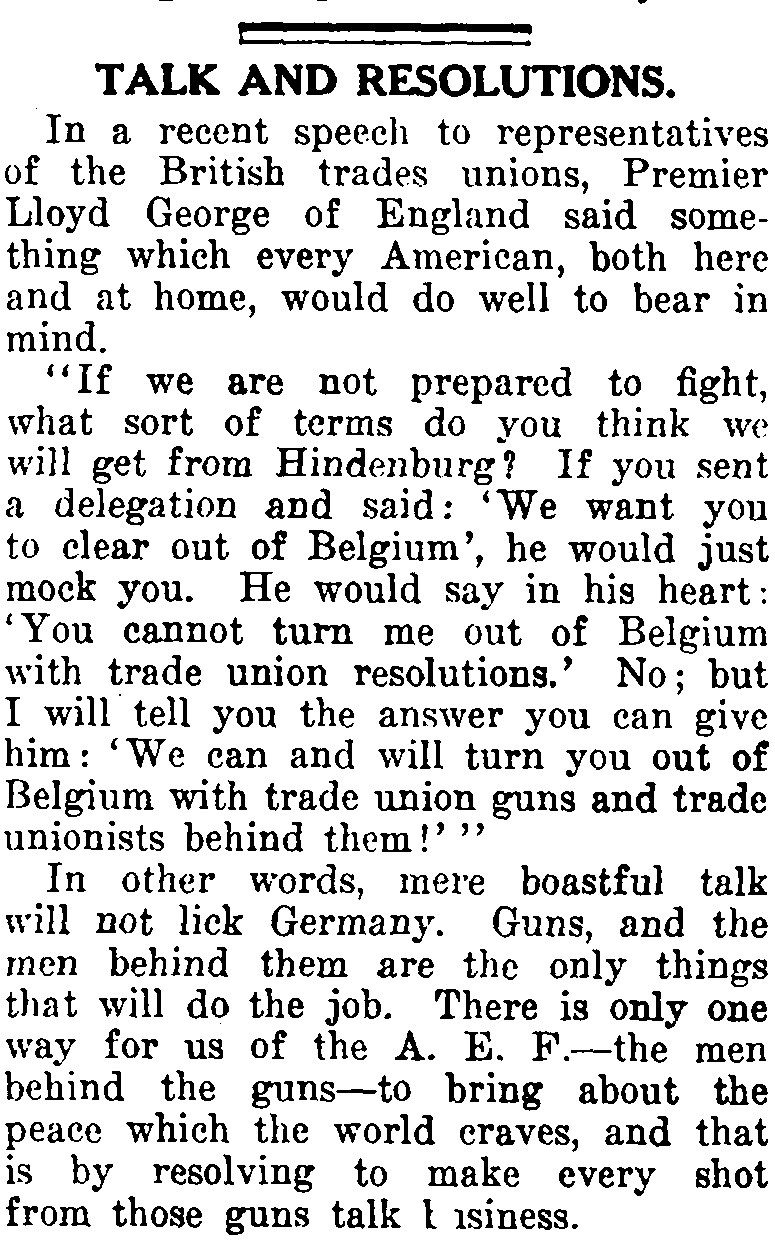 TALK AND RESOLUTIONS.
In a recent speech to representatives
of the British trades unions, Premier
Lloyd George of England said some-
thing which every American, both here
and at home, would do well to bear in
mind.
"If we are not prepared to fight,
what sort of terms do you think we
will get from Hindenburg? If you sent
a delegation and said: 'We want you
to clear out of Belgium', he would just
mock you. He would say in his heart:
'You cannot turn me out of Belgium
with trade union resolutions.' No; but
I will tell you the answer you can give
him: 'We can and will turn you out of
Belgium with trade union guns and trade
unionists behind them!' "
In other words, mere boastful talk
will not lick Germany. Guns, and the
men behind them are the only things
that will do the job. There is only one
way for us of the A. E. F.—the men
behind the guns—to bring about the
peace which the world craves, and that
is by resolving to make every shot
from those guns talk business.